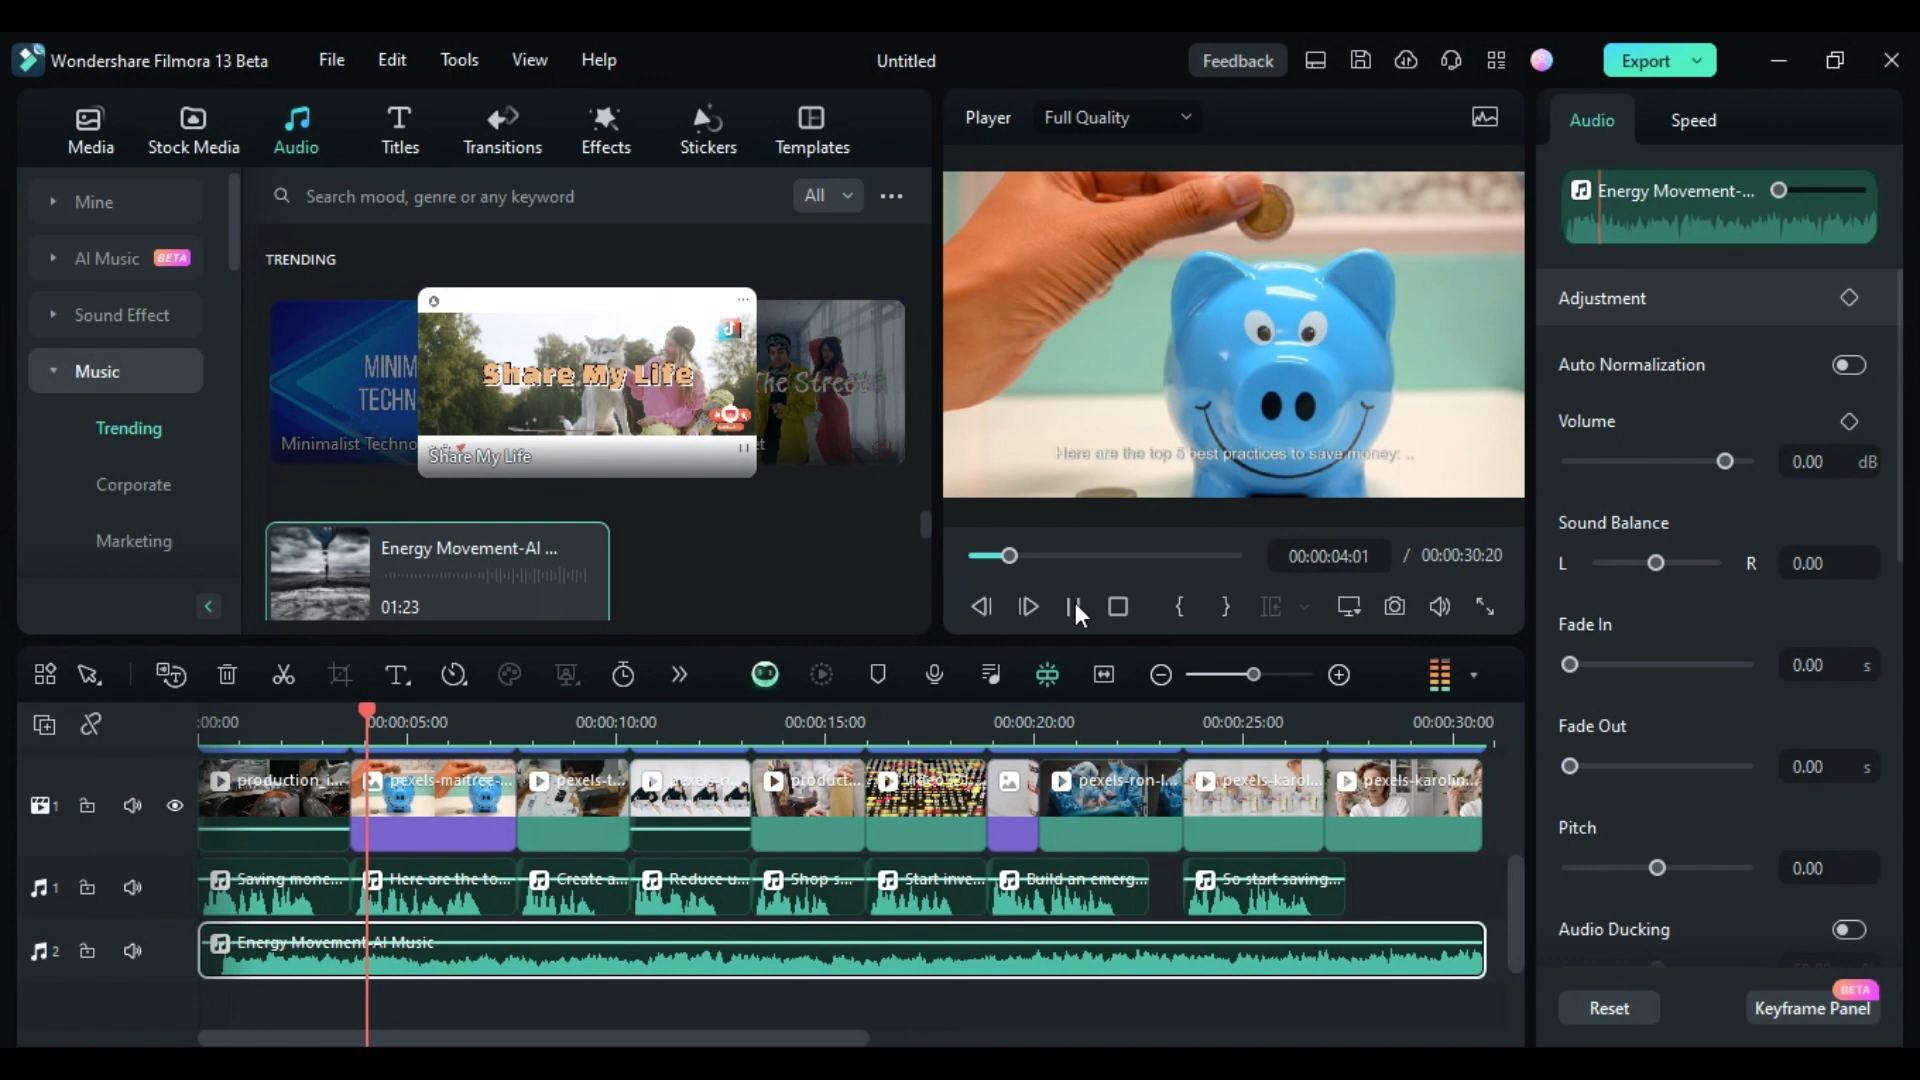 Wondershare Filmora 13 Beta
File
Edit
Tools
View
Help
Untitled
Feedback
Export
Media
Stock Media
Audio
Titles
Transitions
Effects
Stickers
Templates
Player
Full Quality
Audio
Speed
Mine
AI Music
BETA
Sound Effect
Music
Trending
Corporate
Marketing
Search mood, genre or any keyword
All
TRENDING
MINIM
TECHN
Minimalist Techno
Share My Life
Share My Life
The Street
et
Energy Movement-AI ...
01:23
Here are the top 5 best practices to save money: ..
00:00:04:01 / 00:00:30:20
Energy Movement-...
Adjustment
Auto Normalization
Volume
0.00 dB
Sound Balance
L
R
0.00
Fade In
0.00 s
Fade Out
0.00 s
Pitch
0.00
Audio Ducking
Reset
BETA
Keyframe Panel
:00:00
00:00:05:00
00:00:10:00
00:00:15:00
00:00:20:00
00:00:25:00
00:00:30:00
1
production_i...
pexels-maitree-...
pexels-t...
pexels-p...
product...
video...
pexels-ron-l...
pexels-karol...
pexels-karolin...
1
Saving mone...
Here are the to...
Create a...
Reduce u...
Shop s...
Start inve...
Build an emerg...
So start saving...
2
Energy Movement-AI Music